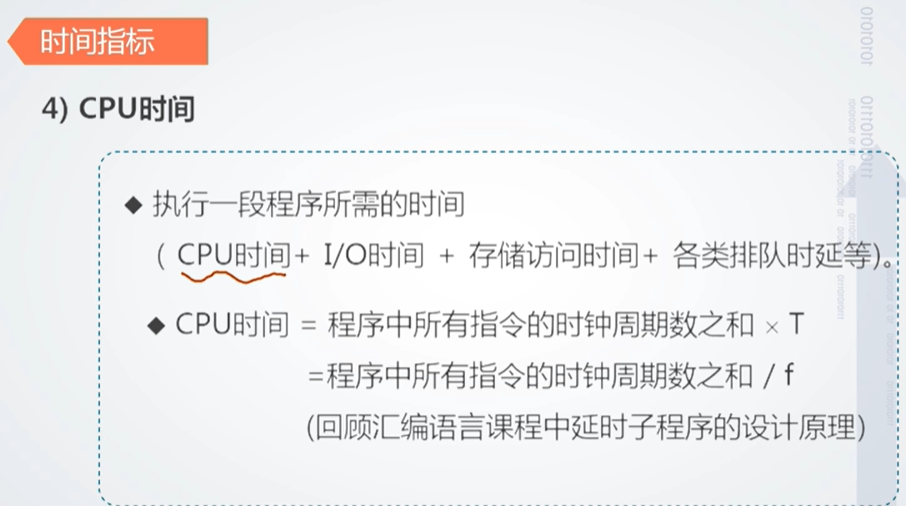 时间指标
4) CPU时间
◆ 执行一段程序所需的时间
( CPU时间+ I/O时间 + 存储访问时间+ 各类排队时延等)。
◆ CPU时间 = 程序中所有指令的时钟周期数之和 × T
=程序中所有指令的时钟周期数之和 / f
(回顾汇编语言课程中延时子程序的设计原理)